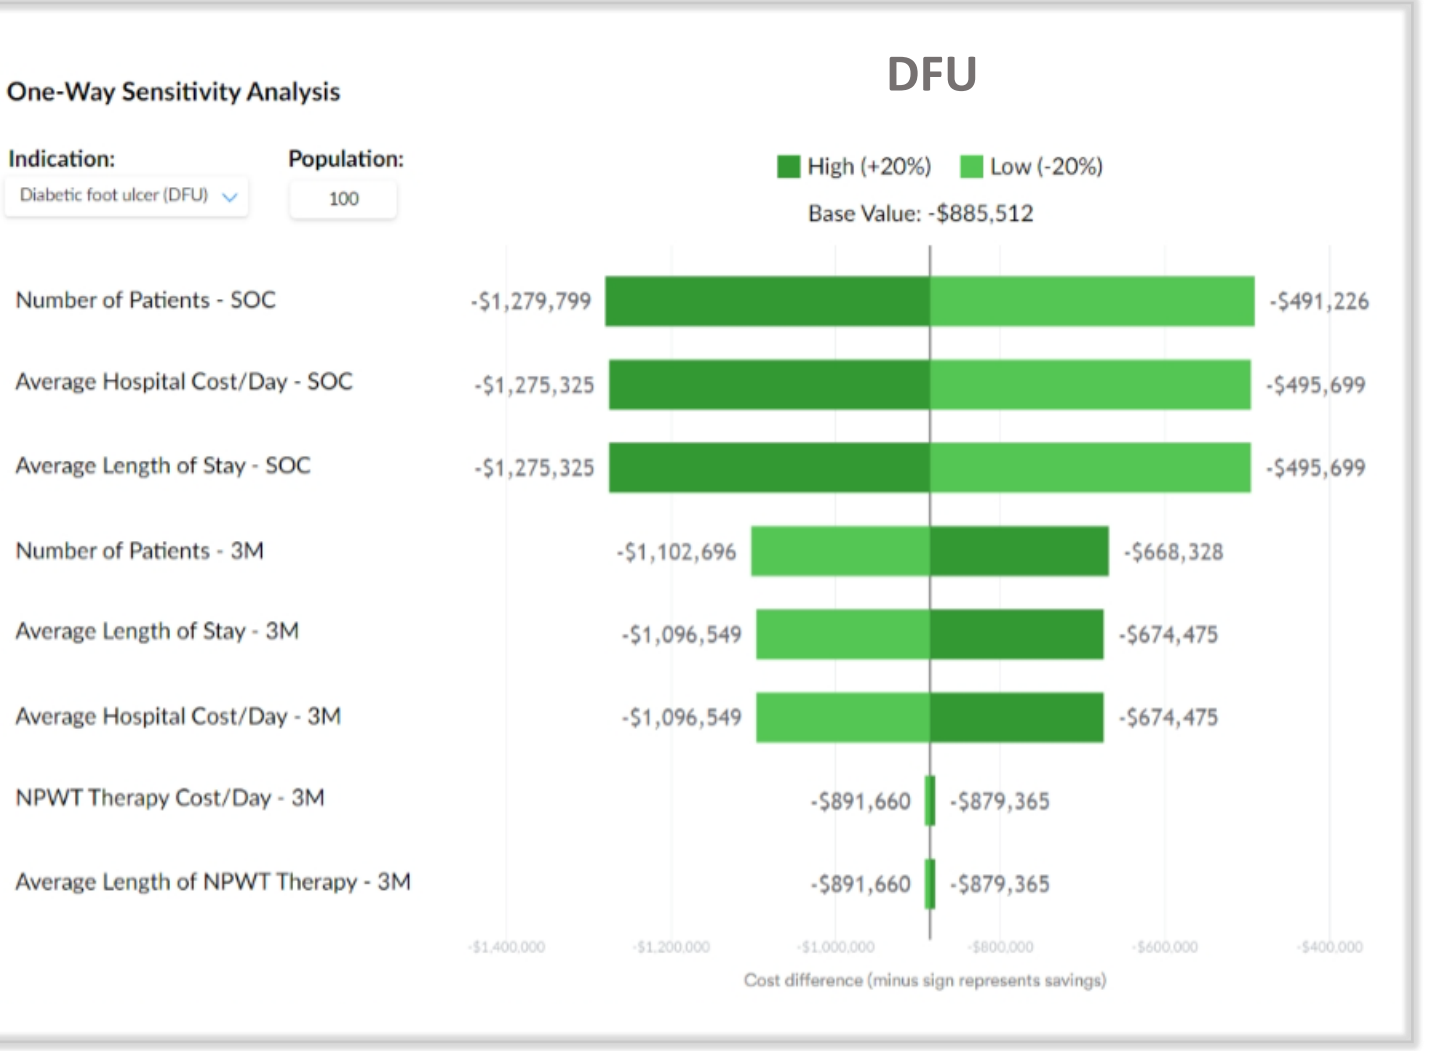 DFU
One-Way Sensitivity Analysis
Indication: Population:
Diabetic foot ulcer (DFU) 100
High (+20%) Low (-20%)
Base Value: -$885,512
Number of Patients - SOC -$1,279,799 -$491,226
Average Hospital Cost/Day - SOC -$1,275,325 -$495,699
Average Length of Stay - SOC -$1,275,325 -$495,699
Number of Patients - 3M -$1,102,696 -$668,328
Average Length of Stay - 3M -$1,096,549 -$674,475
Average Hospital Cost/Day - 3M -$1,096,549 -$674,475
NPWT Therapy Cost/Day - 3M -$891,660 -$879,365
Average Length of NPWT Therapy - 3M -$891,660 -$879,365
-$1,400,000 -$1,200,000 -$1,000,000 -$800,000 -$600,000 -$400,000
Cost difference (minus sign represents savings)